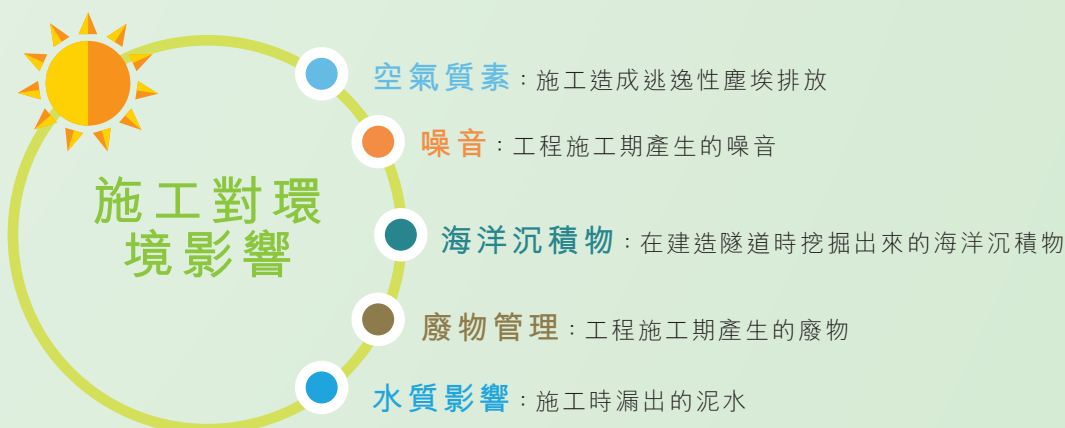 施工對環
境影響
空氣質素：施工造成逃逸性塵埃排放
噪音：工程施工期產生的噪音
海洋沉積物：在建造隧道時挖掘出來的海洋沉積物
廢物管理：工程施工期產生的廢物
水質影響：施工時漏出的泥水